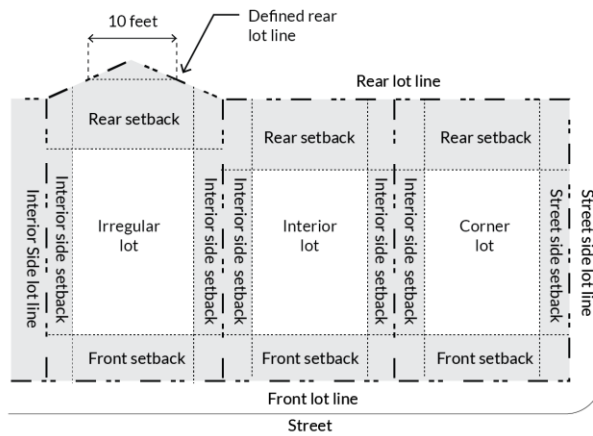 10 feet
Defined rear
lot line
Rear lot line
Rear setback
Rear setback
Rear setback
Interior Side lot line
Interior side setback
Irregular
lot
Interior side setback
Interior side setback
Interior
lot
Interior side setback
Interior side setback
Corner
lot
Street side setback
Street side lot line
Front setback
Front setback
Front setback
Front lot line
Street